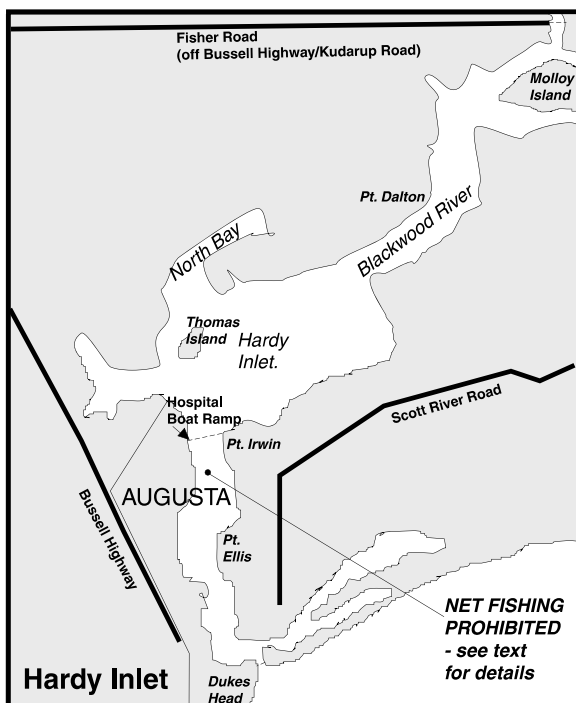 Fisher Road
(off Bussell Highway/Kudarup Road)
Molloy
Island
Pt. Dalton
Blackwood River
North Bay
Thomas
Island
Hardy
Inlet.
Hospital
Boat Ramp
Pt. Irwin
Scott River Road
AUGUSTA
Bussell Highway
Pt.
Ellis
NET FISHING
PROHIBITED
- see text
for details
Hardy Inlet
Dukes
Head